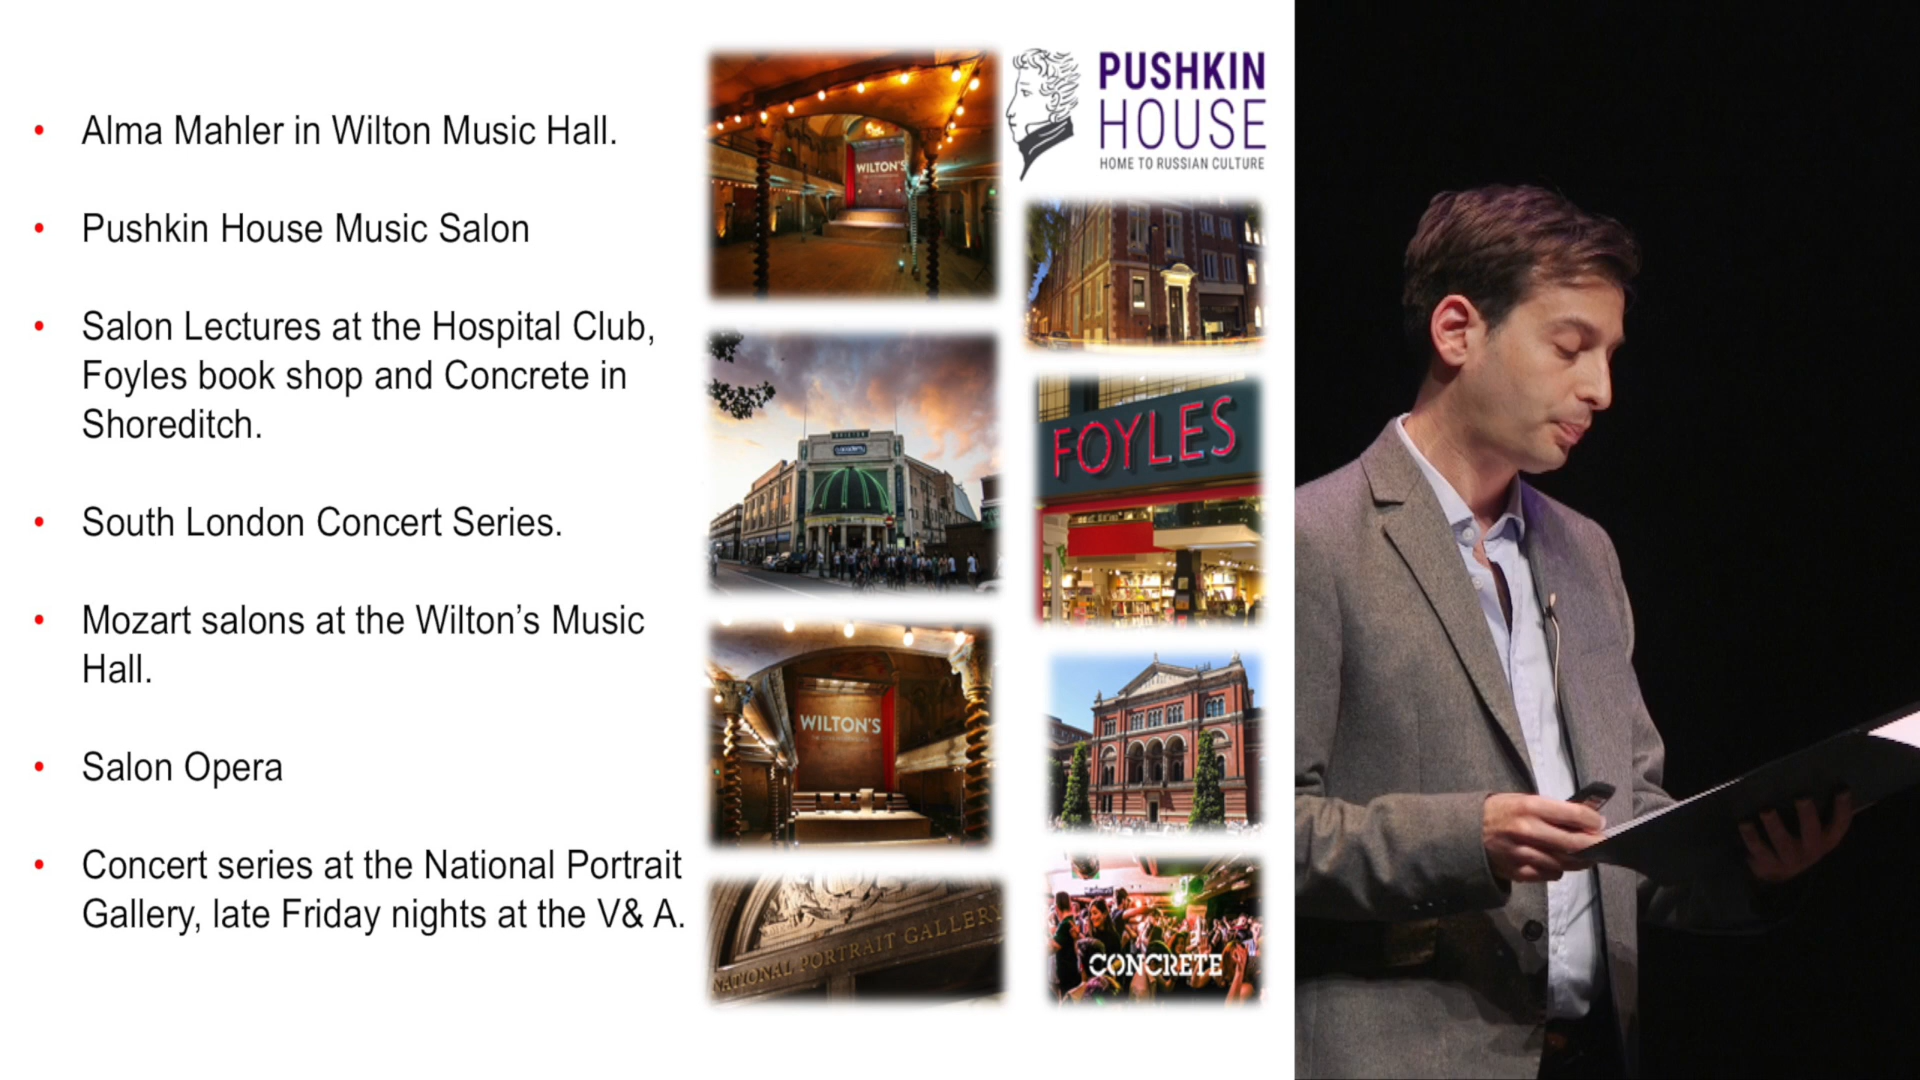 Alma Mahler in Wilton Music Hall.
Pushkin House Music Salon
Salon Lectures at the Hospital Club,
Foyles book shop and Concrete in
Shoreditch.
South London Concert Series.
Mozart salons at the Wilton’s Music
Hall.
Salon Opera
Concert series at the National Portrait
Gallery, late Friday nights at the V& A.
WILTON'S
PUSHKIN
HOUSE
HOME TO RUSSIAN CULTURE
FOYLES
WILTON'S
NATIONAL PORTRAIT GALLERY
CONCRETE